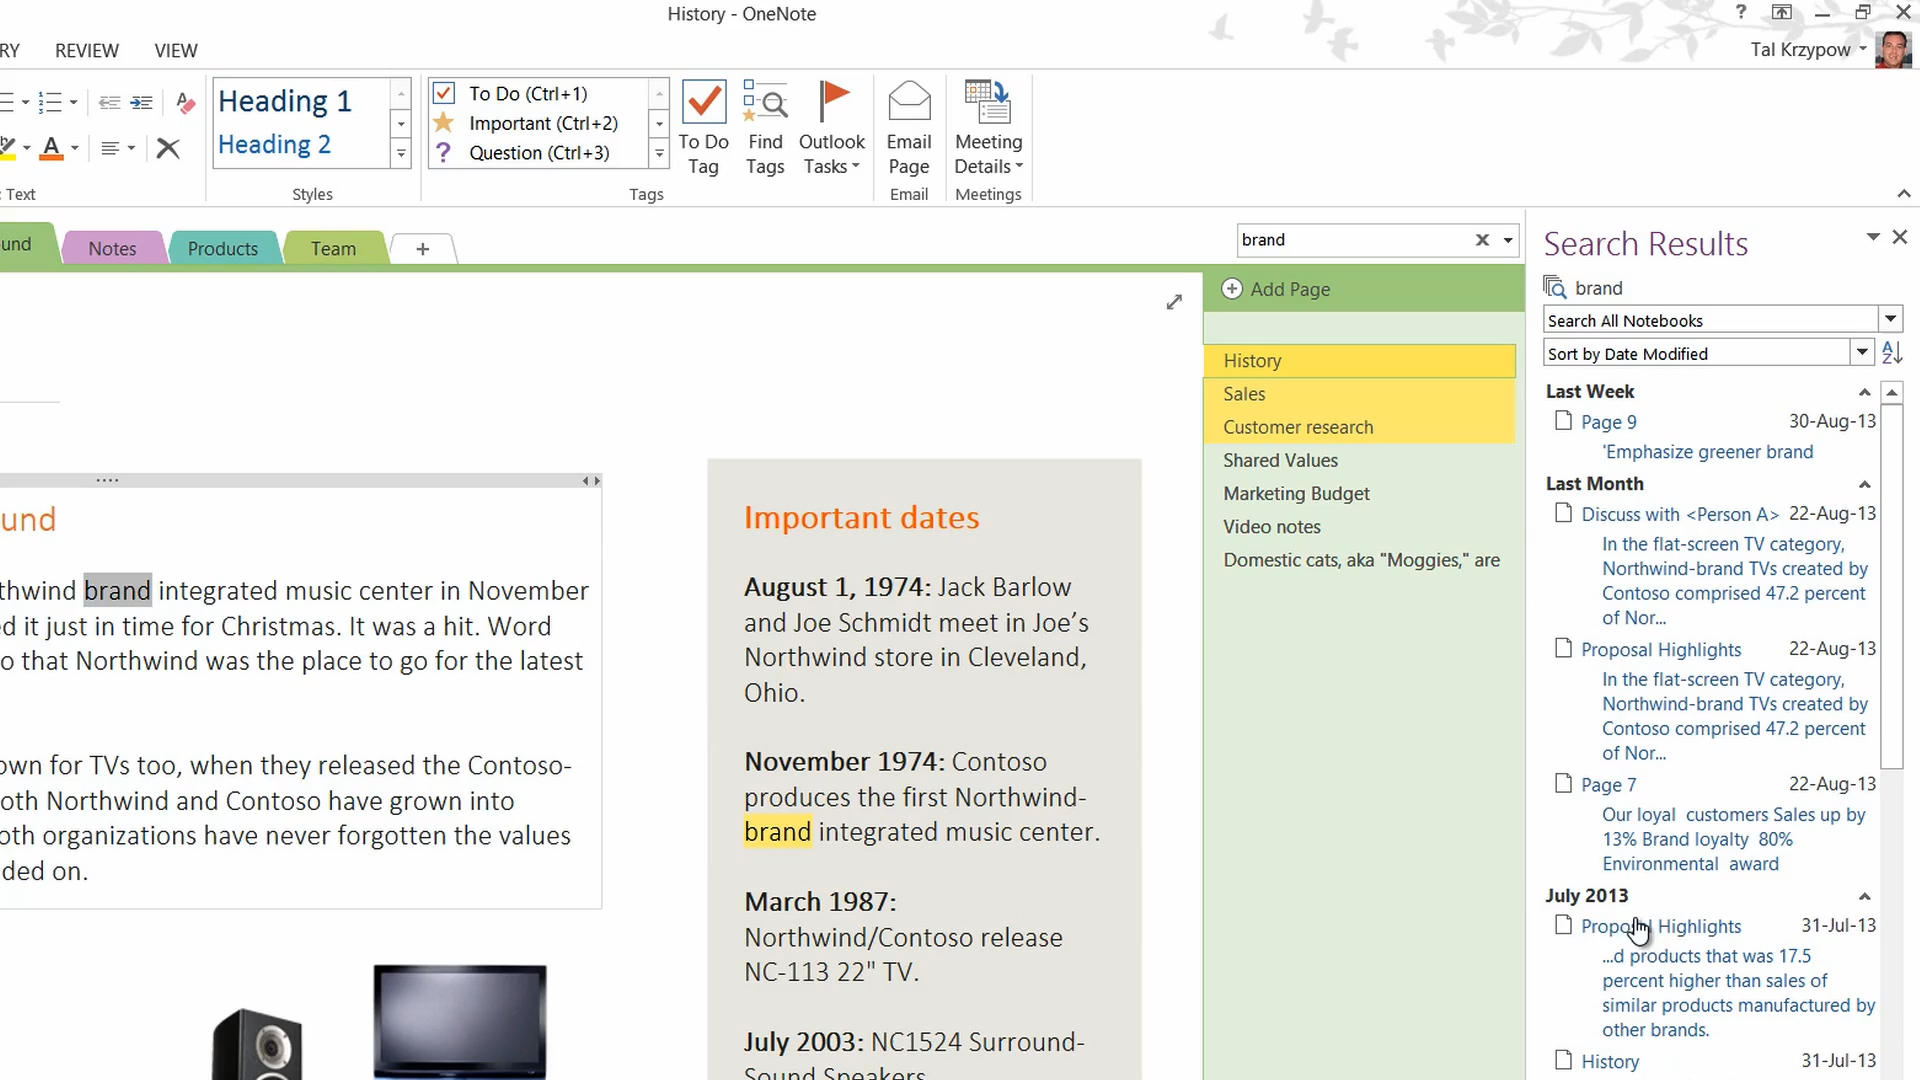 History - OneNote
?
RY
REVIEW
VIEW
Tal Krzypow
Heading 1
Heading 2
To Do (Ctrl+1)
Important (Ctrl+2)
? Question (Ctrl+3)
To Do
Tag
Find
Tags
Outlook
Tasks
Email
Page
Meeting
Details
Text
Styles
Tags
Email
Meetings
und
Notes
Products
Team
+
brand
Add Page
History
Sales
Customer research
Shared Values
Marketing Budget
Video notes
Domestic cats, aka "Moggies," are
und
thwind brand integrated music center in November
d it just in time for Christmas. It was a hit. Word
o that Northwind was the place to go for the latest
own for TVs too, when they released the Contoso-
oth Northwind and Contoso have grown into
oth organizations have never forgotten the values
ded on.
Important dates
August 1, 1974: Jack Barlow
and Joe Schmidt meet in Joe’s
Northwind store in Cleveland,
Ohio.
November 1974: Contoso
produces the first Northwind-
brand integrated music center.
March 1987:
Northwind/Contoso release
NC-113 22" TV.
July 2003: NC1524 Surround-
Sound Speakers
Search Results
brand
Search All Notebooks
Sort by Date Modified
Last Week
Page 9 30-Aug-13
'Emphasize greener brand
Last Month
Discuss with <Person A> 22-Aug-13
In the flat-screen TV category,
Northwind-brand TVs created by
Contoso comprised 47.2 percent
of Nor...
Proposal Highlights 22-Aug-13
In the flat-screen TV category,
Northwind-brand TVs created by
Contoso comprised 47.2 percent
of Nor...
Page 7 22-Aug-13
Our loyal customers Sales up by
13% Brand loyalty 80%
Environmental award
July 2013
Proposal Highlights 31-Jul-13
...d products that was 17.5
percent higher than sales of
similar products manufactured by
other brands.
History 31-Jul-13